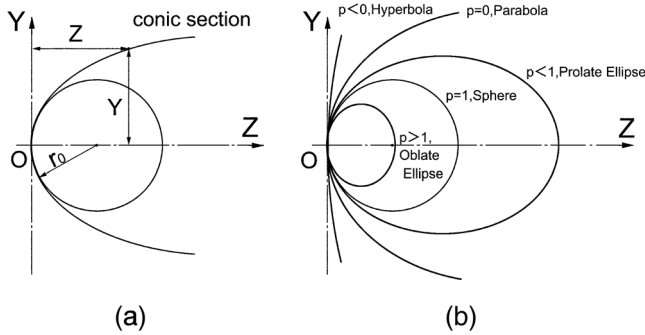 Y
Z
conic section
Y
Z
O
r0
(a)
Y
p<0,Hyperbola
p=0,Parabola
p<1,Prolate Ellipse
p=1,Sphere
p>1,
Oblate
Ellipse
Z
O
(b)